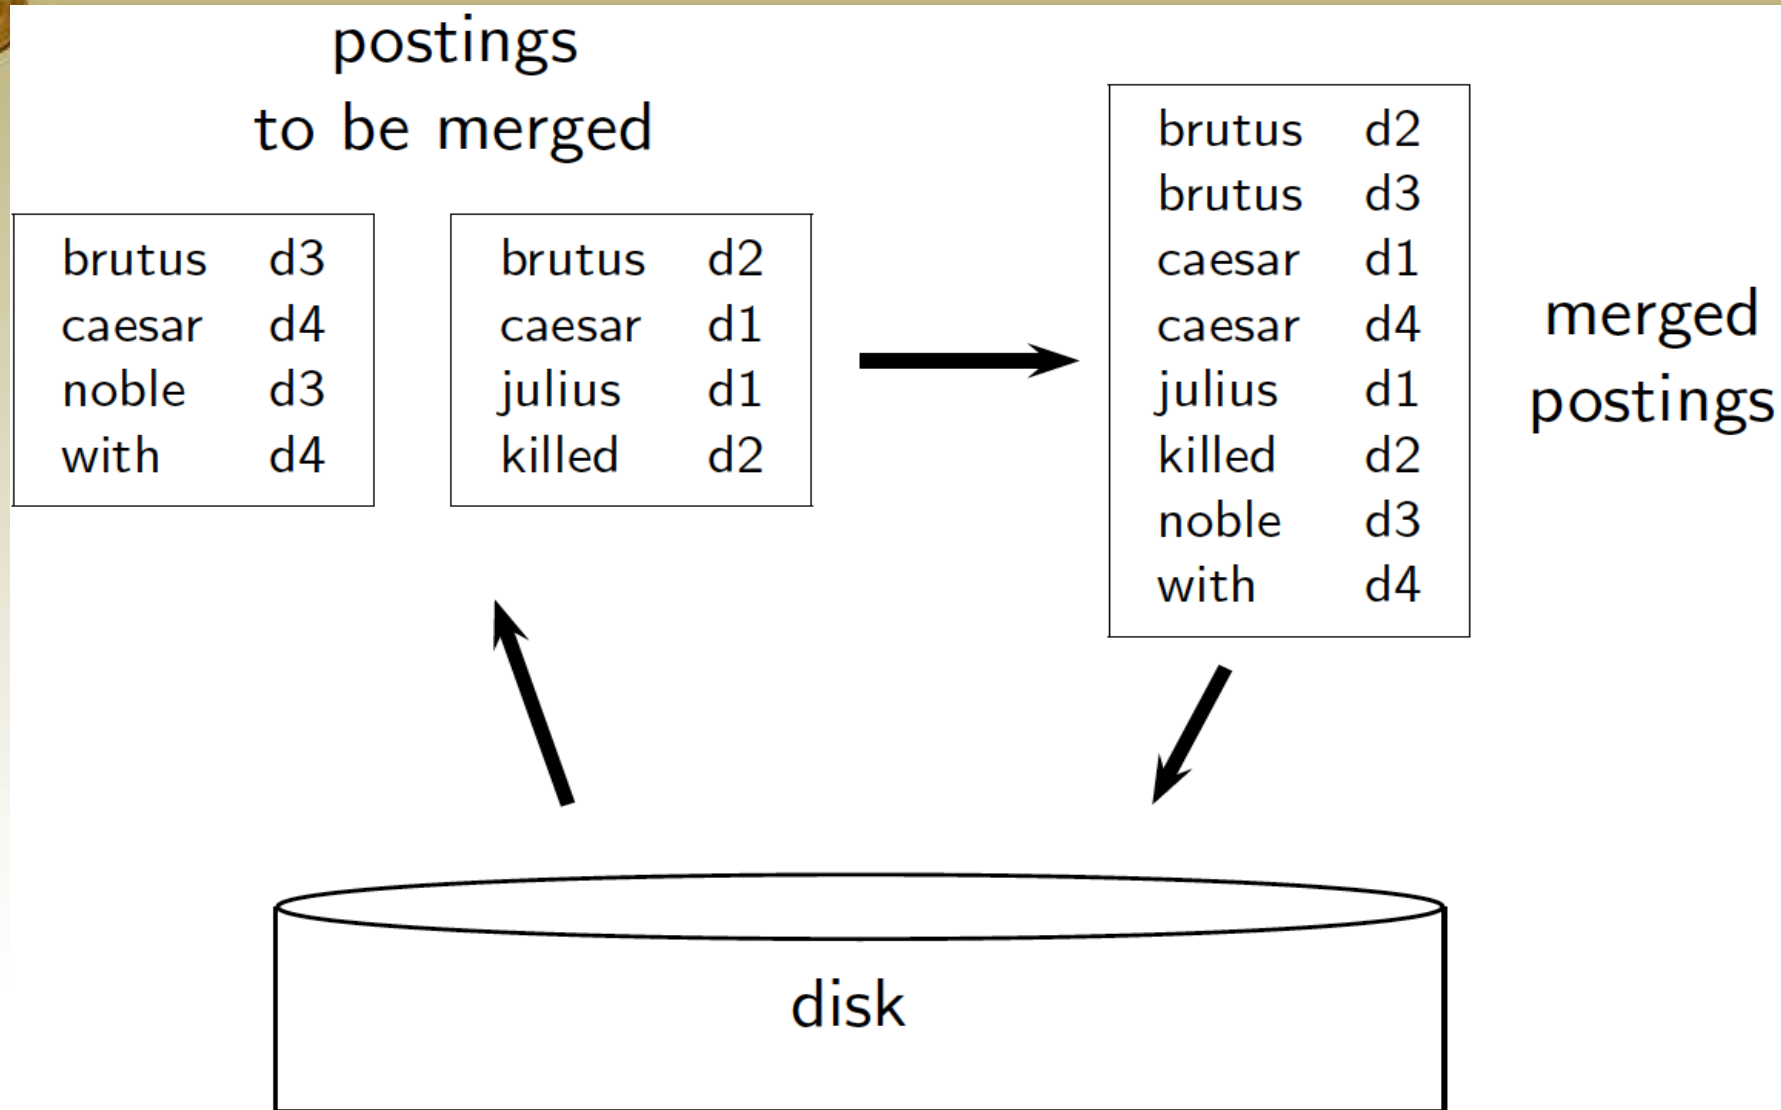 postings
to be merged
brutus d3
caesar d4
noble d3
with d4
brutus d2
caesar d1
julius d1
killed d2
brutus d2
brutus d3
caesar d1
caesar d4
julius d1
killed d2
noble d3
with d4
merged
postings
disk